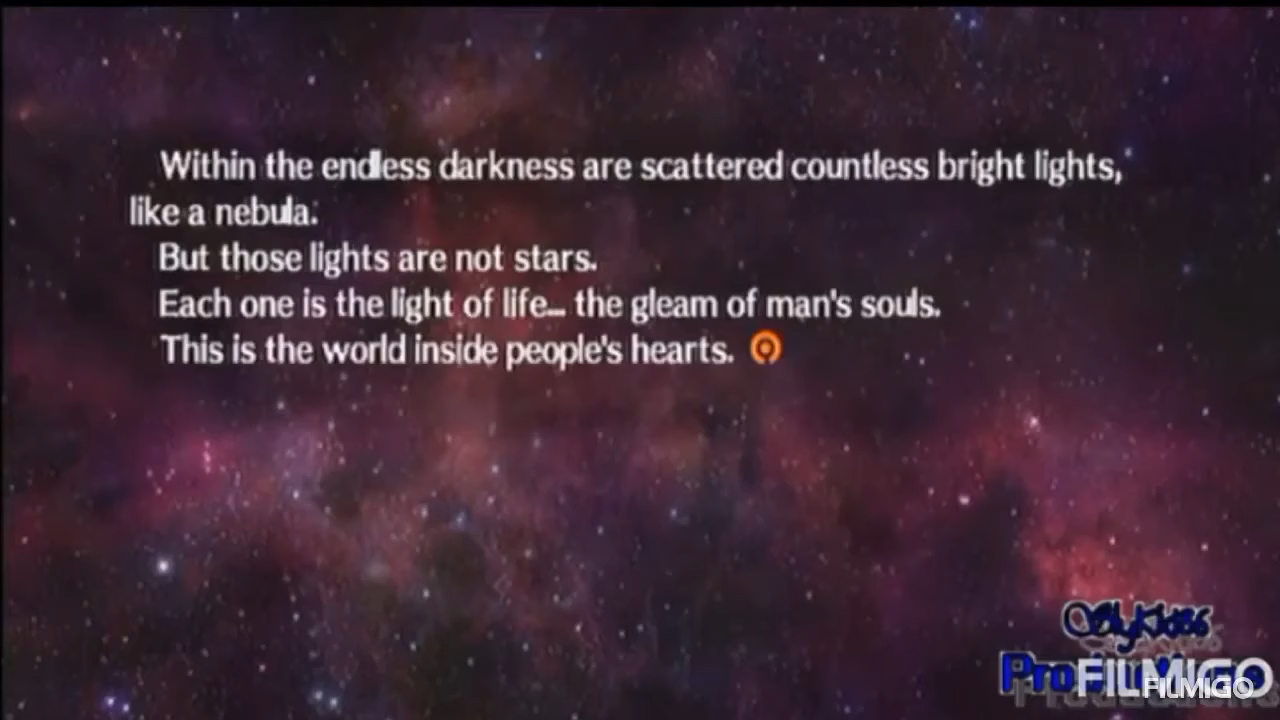 Within the endless darkness are scattered countless bright lights,
like a nebula.
But those lights are not stars.
Each one is the light of life... the gleam of man's souls.
This is the world inside people's hearts.
FILMIGO
FILMIGO